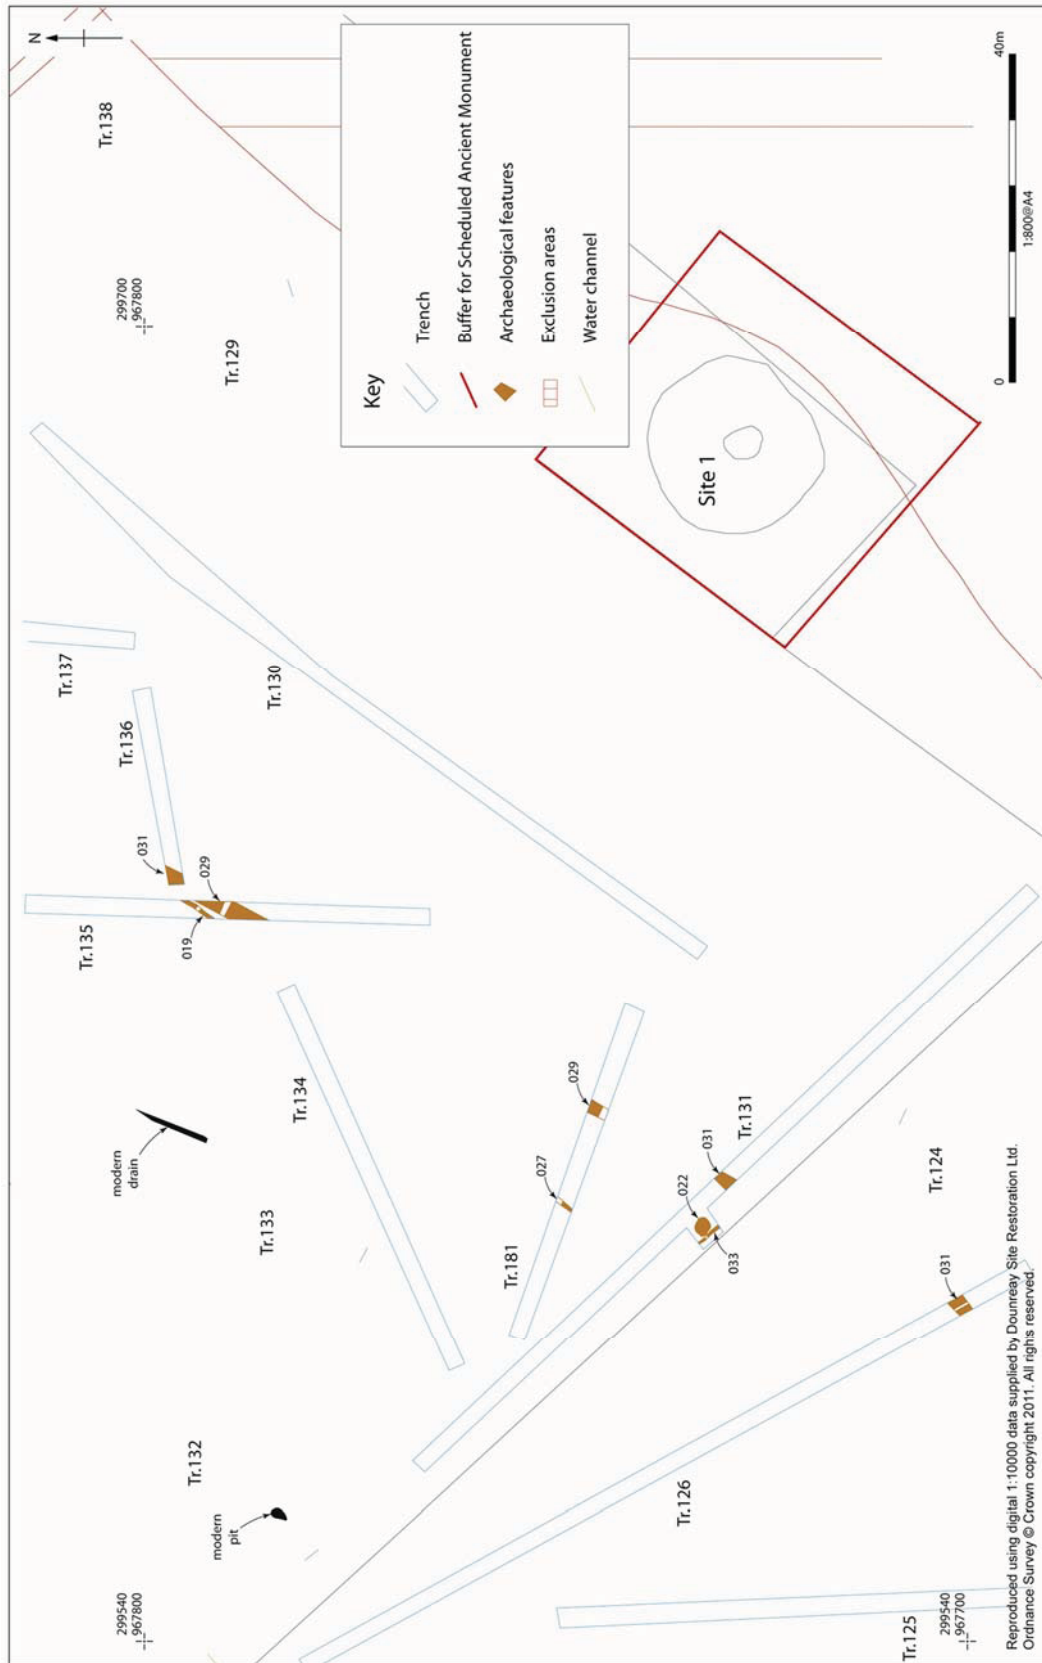 N
Tr.138
299700
967800
Tr.129
Key
Trench
Buffer for Scheduled Ancient Monument
Archaeological features
Exclusion areas
Water channel
40m
0
1:800@A4
Site 1
Tr.137
Tr.136
Tr.130
031
029
019
Tr.135
modern
drain
Tr.134
Tr.133
029
027
Tr.181
Tr.131
031
022
033
Tr.124
031
Tr.132
modern
pit
Tr.126
299540
967800
Tr.125
299540
967700
Reproduced using digital 1:10000 data supplied by Dounreay Site Restoration Ltd.
Ordnance Survey © Crown copyright 2011. All rights reserved.